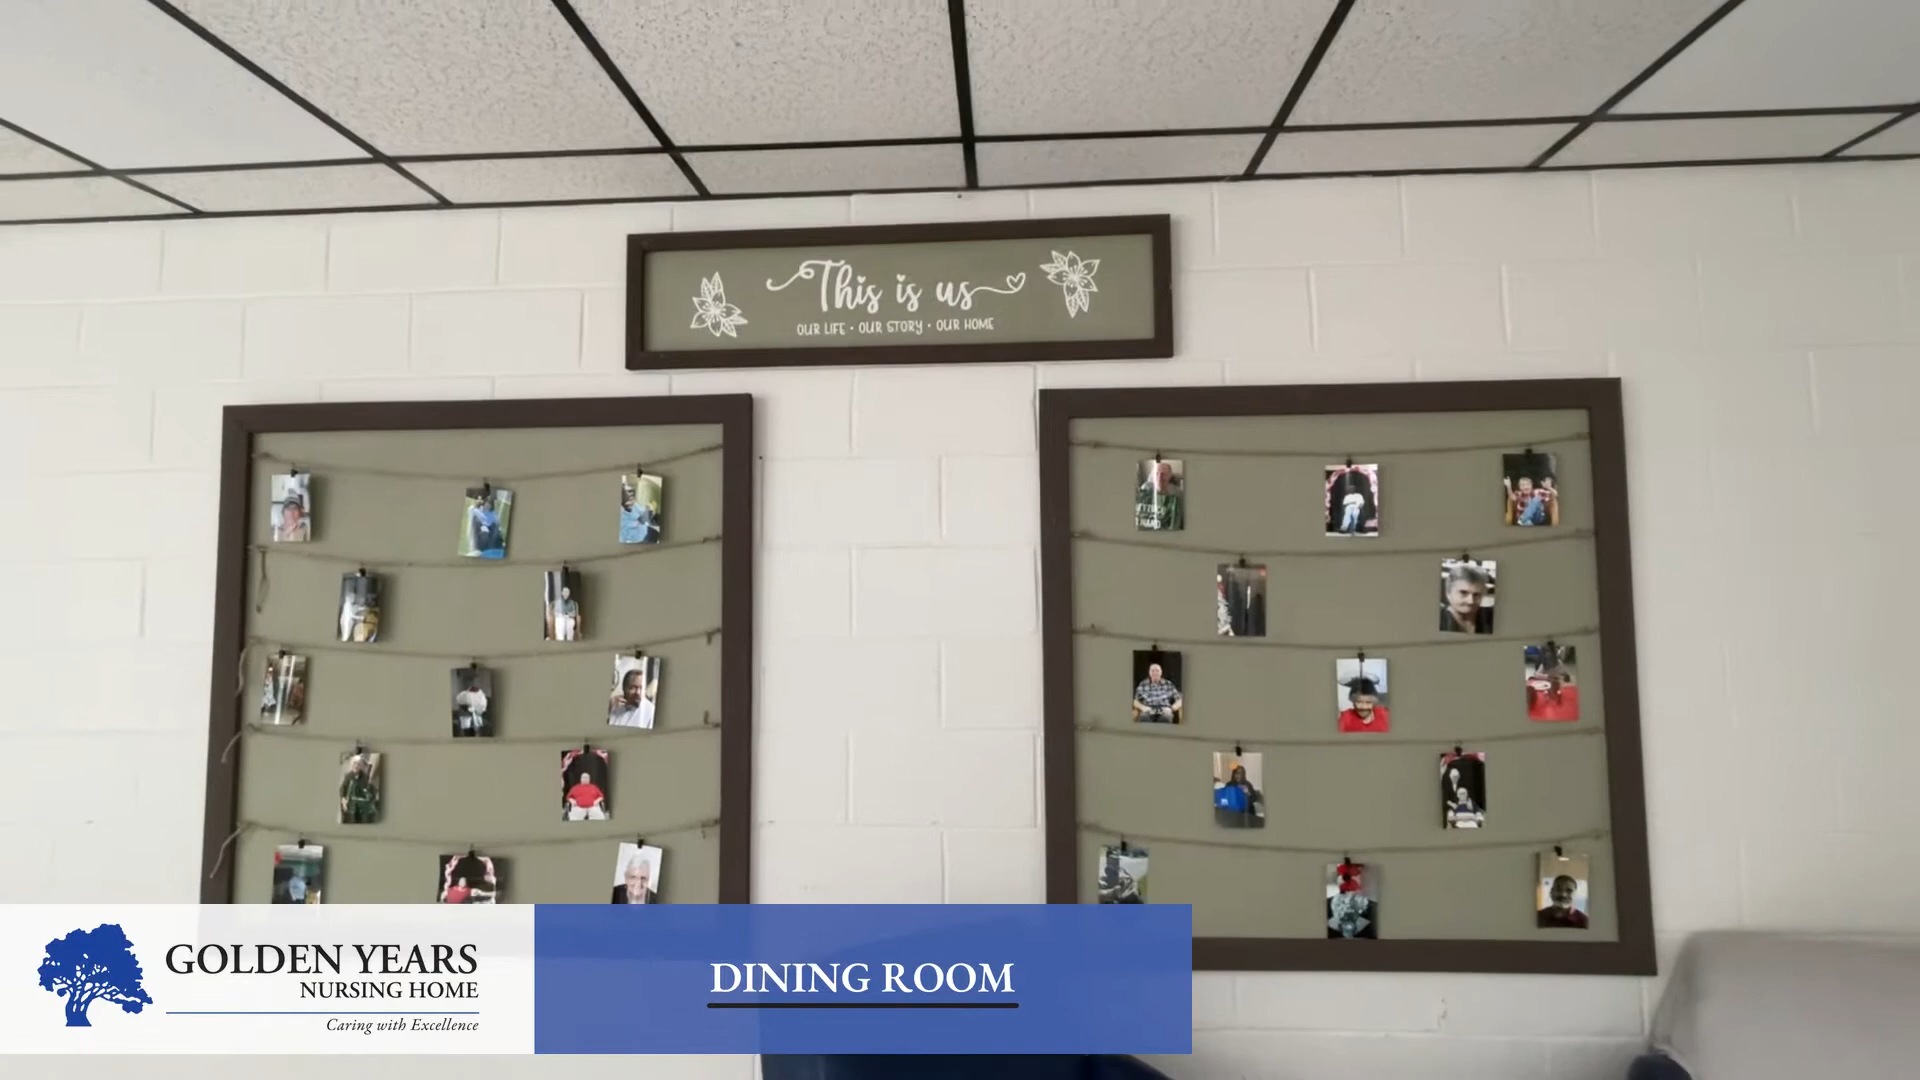 This is us
OUR LIFE • OUR STORY • OUR HOME
GOLDEN YEARS
NURSING HOME
Caring with Excellence
DINING ROOM